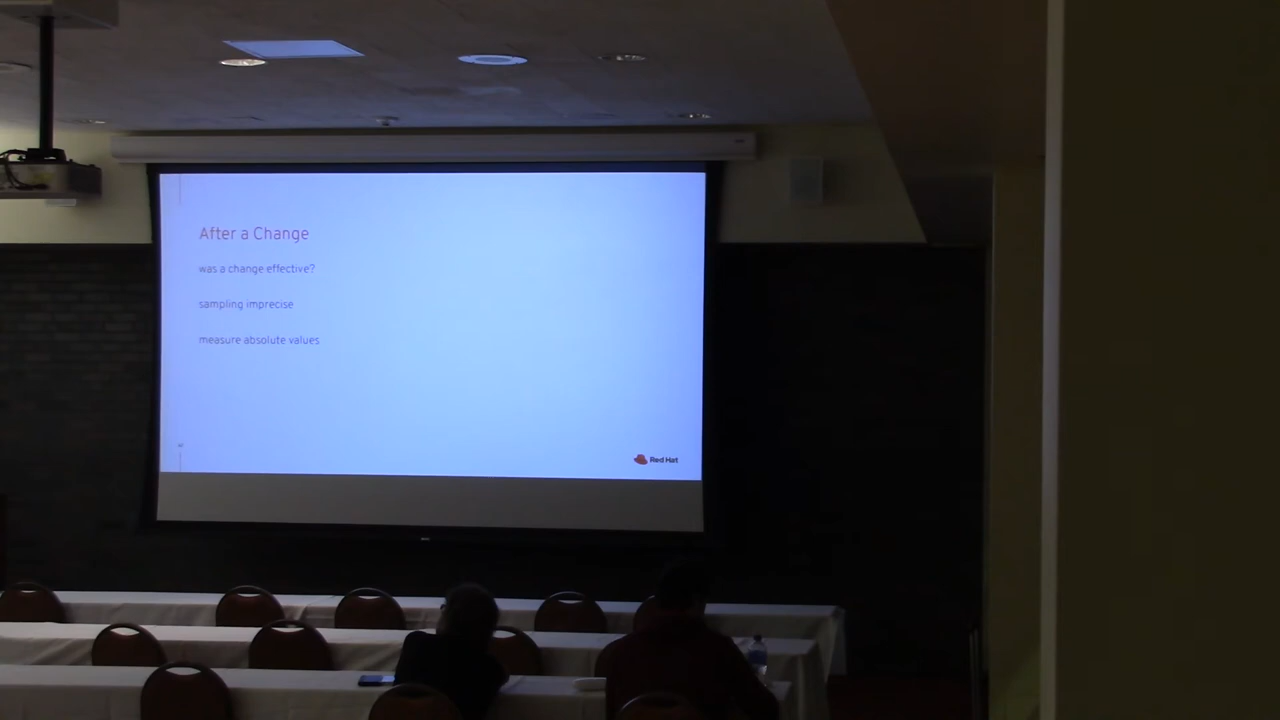 After a Change
was a change effective?
sampling imprecise
measure absolute values
Red Hat